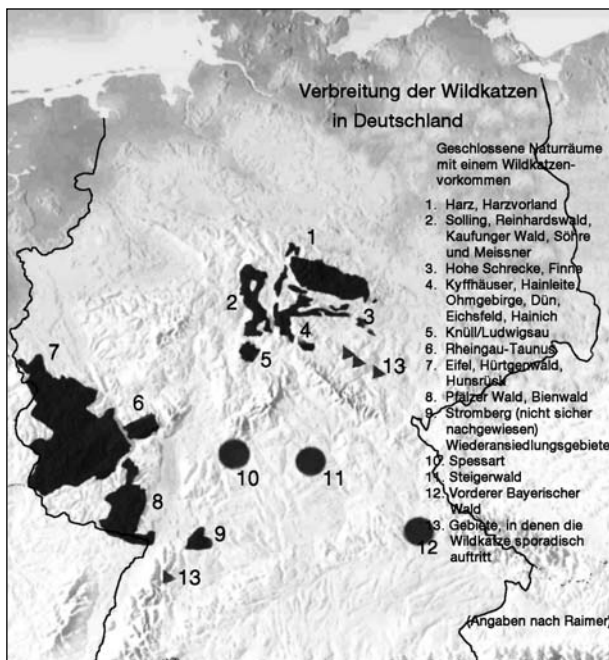 Verbreitung der Wildkatzen
in Deutschland
Geschlossene Naturräume
mit einem Wildkatzen-
vorkommen
1. Harz, Harzvorland
2. Solling, Reinhardswald,
Kaufunger Wald, Söhre
und Meissner
3. Hohe Schrecke, Finne
4. Kyffhäuser, Hainleite,
Ohmgebirge, Dün,
Eichsfeld, Hainich
5. Knüll/Ludwigsau
6. Rheingau-Taunus
7. Eifel, Hürtgenwald,
Hunsrück
8. Pfälzer Wald, Bienwald
9. Stromberg (nicht sicher
nachgewiesen)
Wiederansiedlungsgebiete
10. Spessart
11. Steigerwald
12. Vorderer Bayerischer
Wald
13. Gebiete, in denen die
Wildkatze sporadisch
auftritt
(Angaben nach Raimer)
1
2
3
4
5
13
7
6
10
11
8
9
12
13